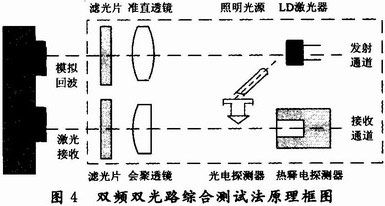 滤光片 准直透镜 照明光源 LD激光器
模拟
回波
发射
通道
激光
接收
接收
通道
滤光片 会聚透镜 光电探测器 热释电探测器
图 4 双频双光路综合测试法原理框图